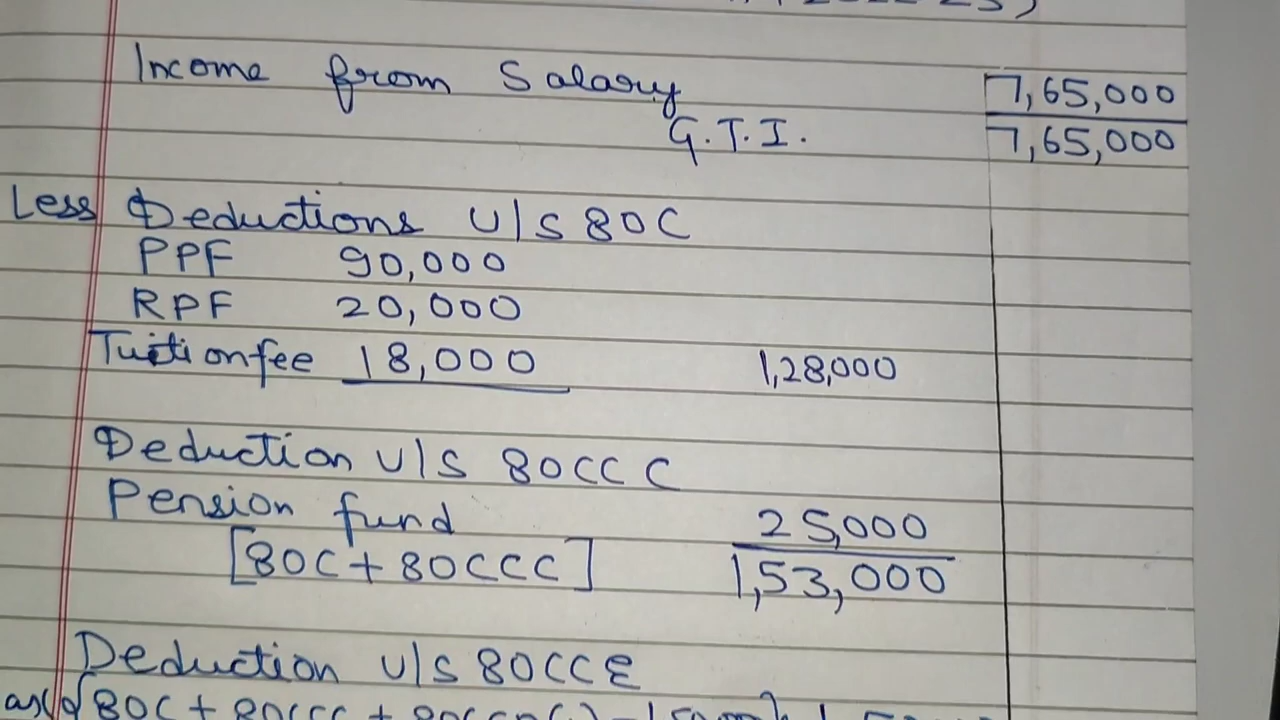 Income from Salary 7,65,000
G.T.I. 7,65,000
Less Deductions U/S 80C
PPF 90,000
RPF 20,000
Tuition fee 18,000 1,28,000
Deduction U/S 80CCC
Pension fund 25,000
[80C + 80CCC] 1,53,000
Deduction U/S 80CCE
80C + 80CCC +